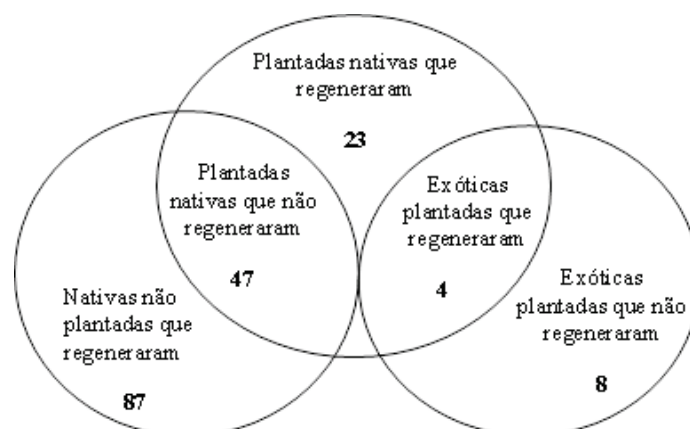 Plantadas nativas que
regeneraram
23
Plantadas
nativas que não
regeneraram
47
Exóticas
plantadas que
regeneraram
4
Nativas não
plantadas que
regeneraram
87
Exóticas
plantadas que não
regeneraram
8